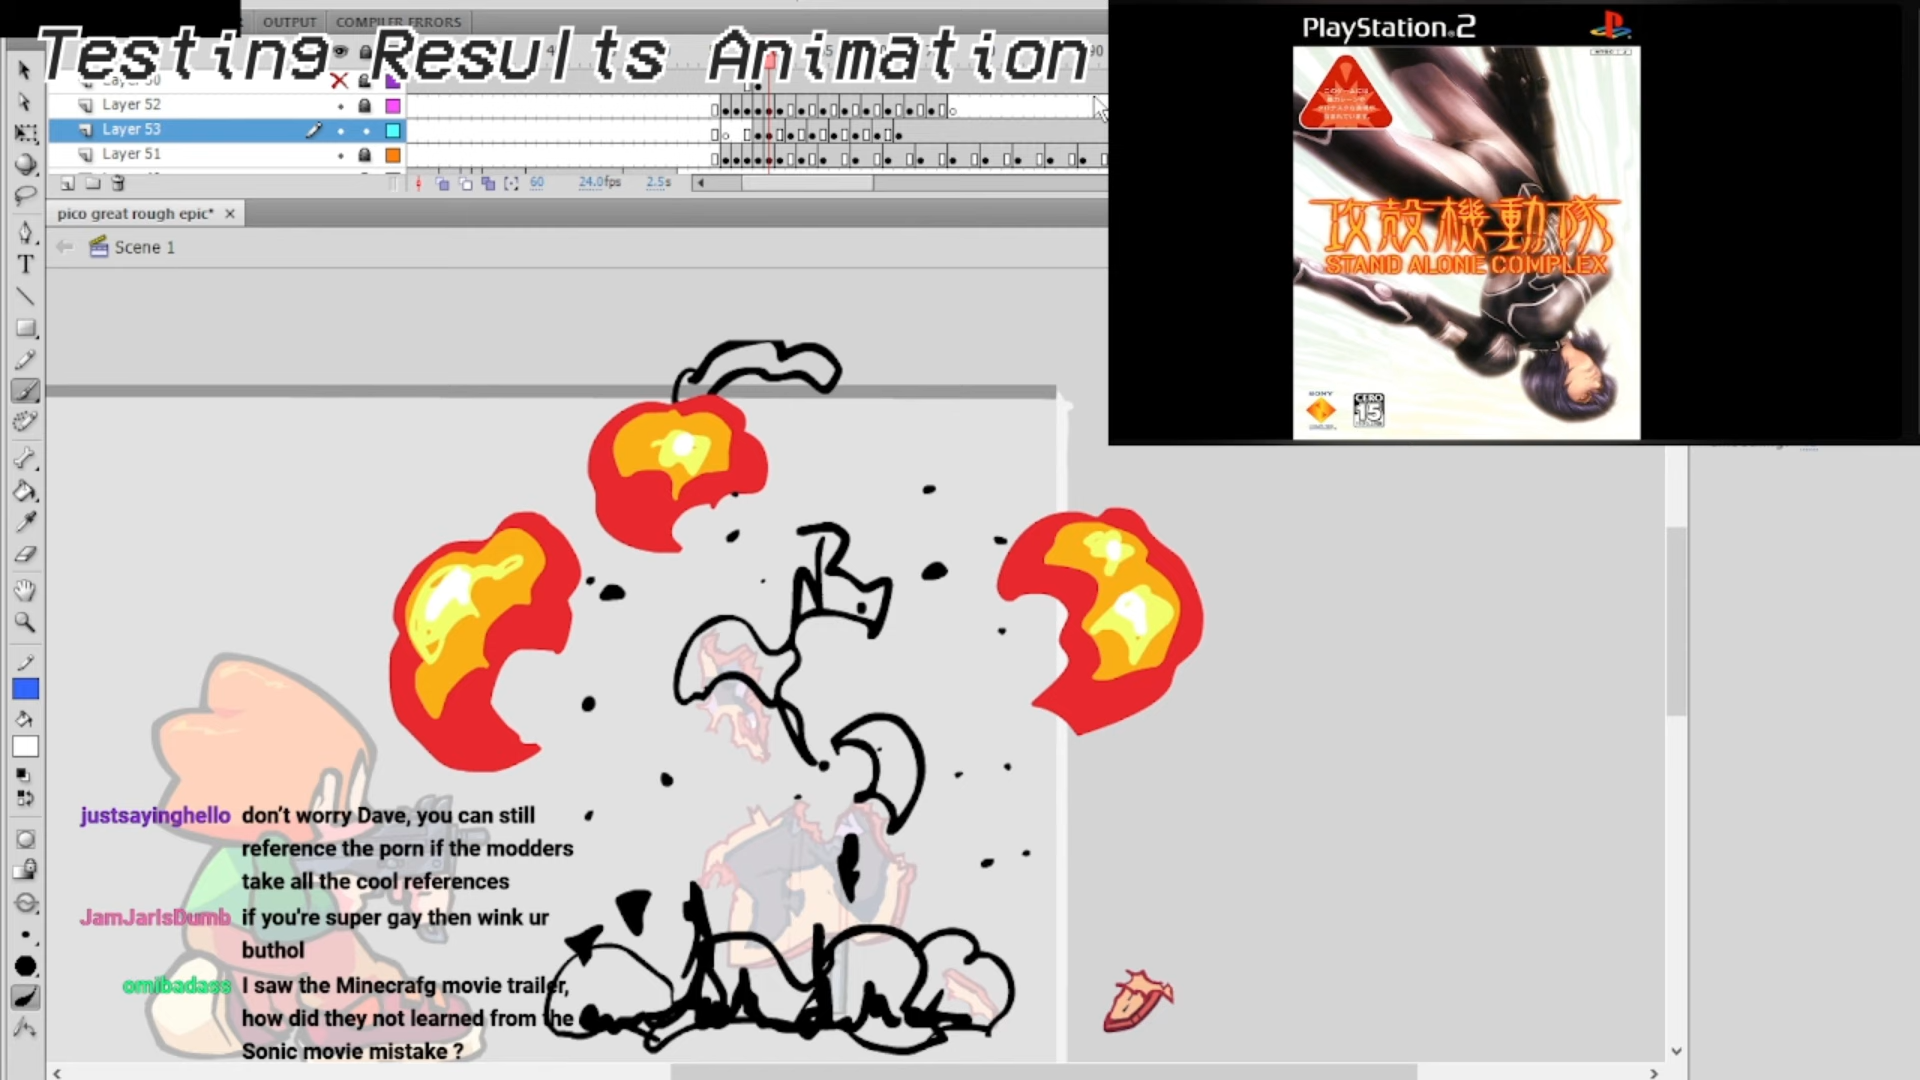 OUTPUT
COMPILER ERRORS
Testing Results Animation
Layer 52
Layer 53
Layer 51
60
24.0fps
2.5s
pico great rough epic*
Scene 1
T
PlayStation.2
攻殻機動隊
STAND ALONE COMPLEX
SONY
CERO
15
justsayinghello don’t worry Dave, you can still
reference the porn if the modders
take all the cool references
JamJarIsDumb if you're super gay then wink ur
buthol
omibadass I saw the Minecrafg movie trailer,
how did they not learned from the
Sonic movie mistake ?